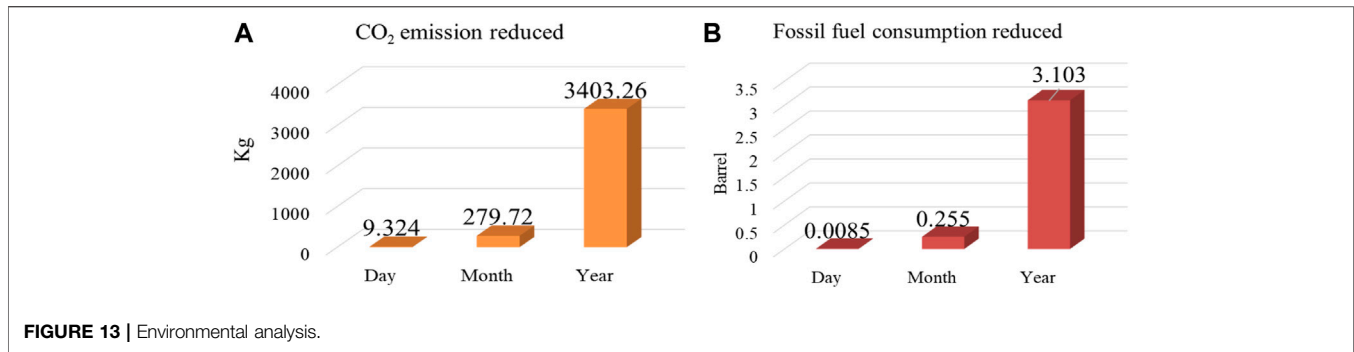 A
CO₂ emission reduced
Kg
4000
3000
2000
1000
0
9.324
279.72
3403.26
Day Month Year
B
Fossil fuel consumption reduced
Barrel
3.5
3
2.5
2
1.5
1
0.5
0
0.0085
0.255
3.103
Day Month Year
FIGURE 13 | Environmental analysis.